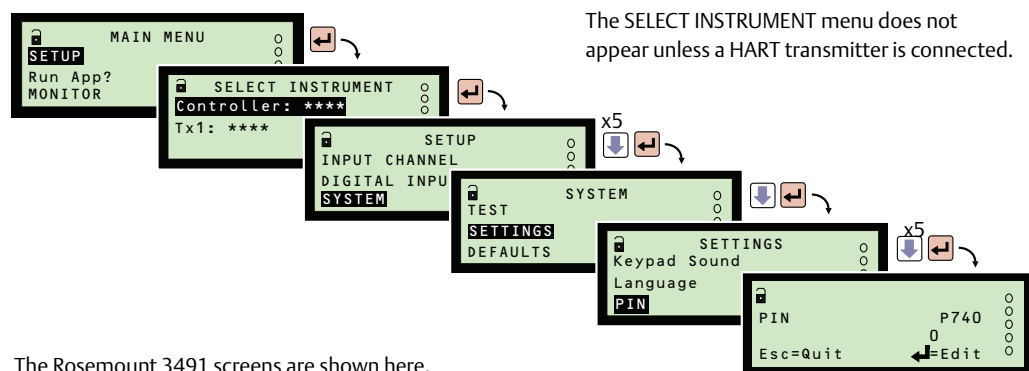 The SELECT INSTRUMENT menu does not
appear unless a HART transmitter is connected.
MAIN MENU
SETUP
Run App?
MONITOR
SELECT INSTRUMENT
Controller: ****
Tx1: ****
SETUP
INPUT CHANNEL
DIGITAL INPU
SYSTEM
x5
SYSTEM
TEST
SETTINGS
DEFAULTS
SETTINGS
Keypad Sound
Language
PIN
x5
PIN P740
0
Esc=Quit =Edit
The Rosemount 3491 screens are shown here.